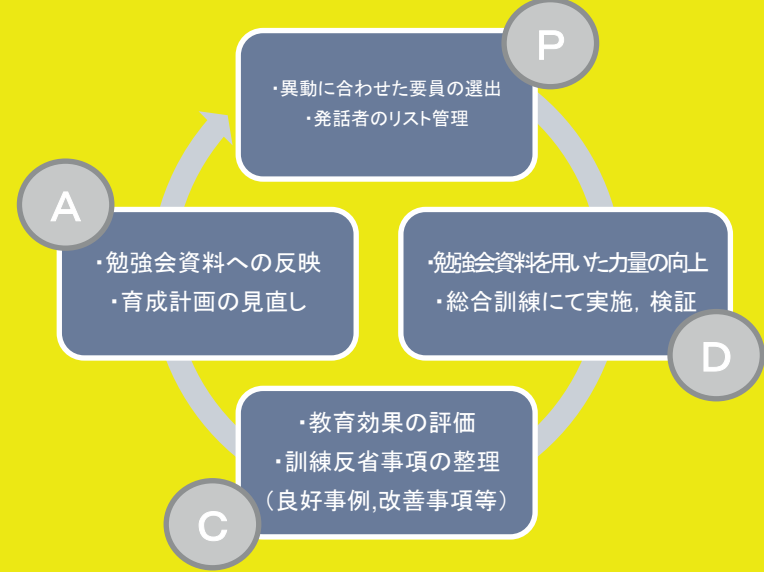 P
・異動に合わせた要員の選出
・発話者のリスト管理
A
・勉強会資料への反映
・育成計画の見直し
・勉強会資料を用いた力量の向上
・総合訓練にて実施, 検証
D
・教育効果の評価
・訓練反省事項の整理
（良好事例,改善事項等）
C